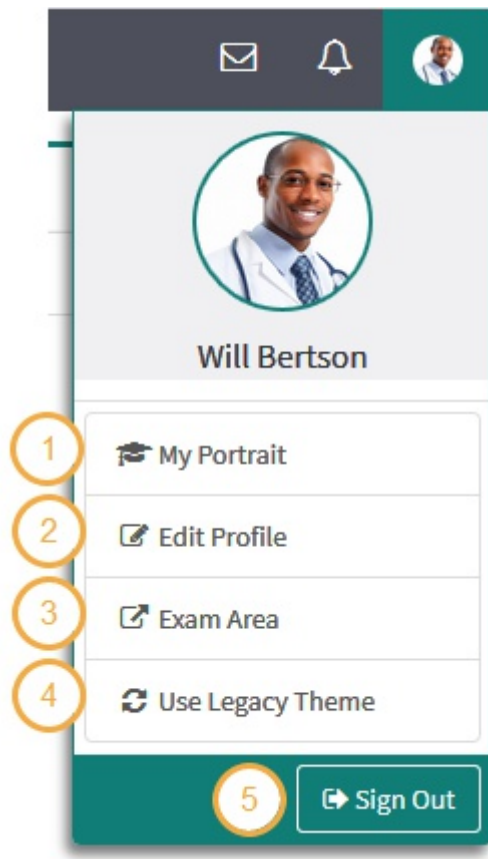 Will Bertson
1 My Portrait
2 Edit Profile
3 Exam Area
4 Use Legacy Theme
5 Sign Out